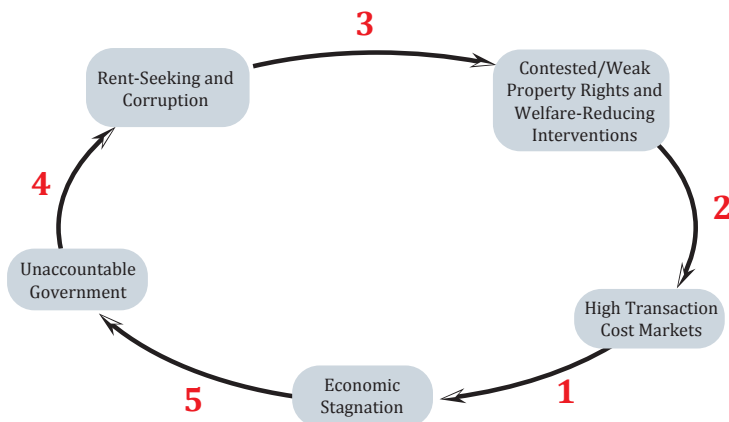 3
Rent-Seeking and
Corruption
Contested/Weak
Property Rights and
Welfare-Reducing
Interventions
4
2
Unaccountable
Government
High Transaction
Cost Markets
5
Economic
Stagnation
1